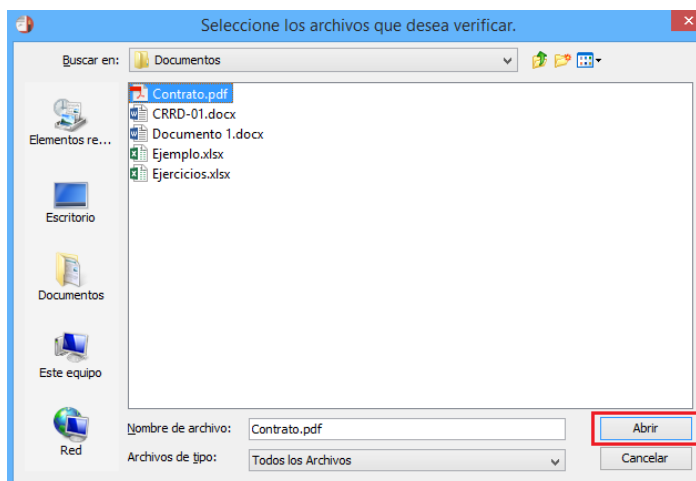 Seleccione los archivos que desea verificar.
Buscar en: Documentos
Contrato.pdf
CRRD-01.docx
Documento 1.docx
Ejemplo.xlsx
Ejercicios.xlsx
Elementos re...
Escritorio
Documentos
Este equipo
Red
Nombre de archivo: Contrato.pdf Abrir
Archivos de tipo: Todos los Archivos Cancelar